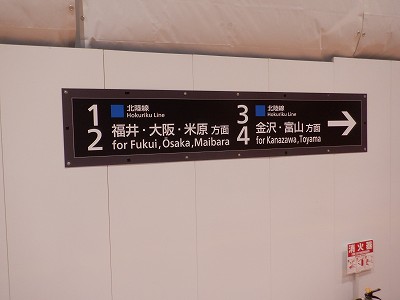 1
2
北陸線
Hokuriku Line
福井・大阪・米原 方面
for Fukui, Ōsaka, Maibara
3
4
北陸線
Hokuriku Line
金沢・富山 方面
for Kanazawa, Toyama
消火器